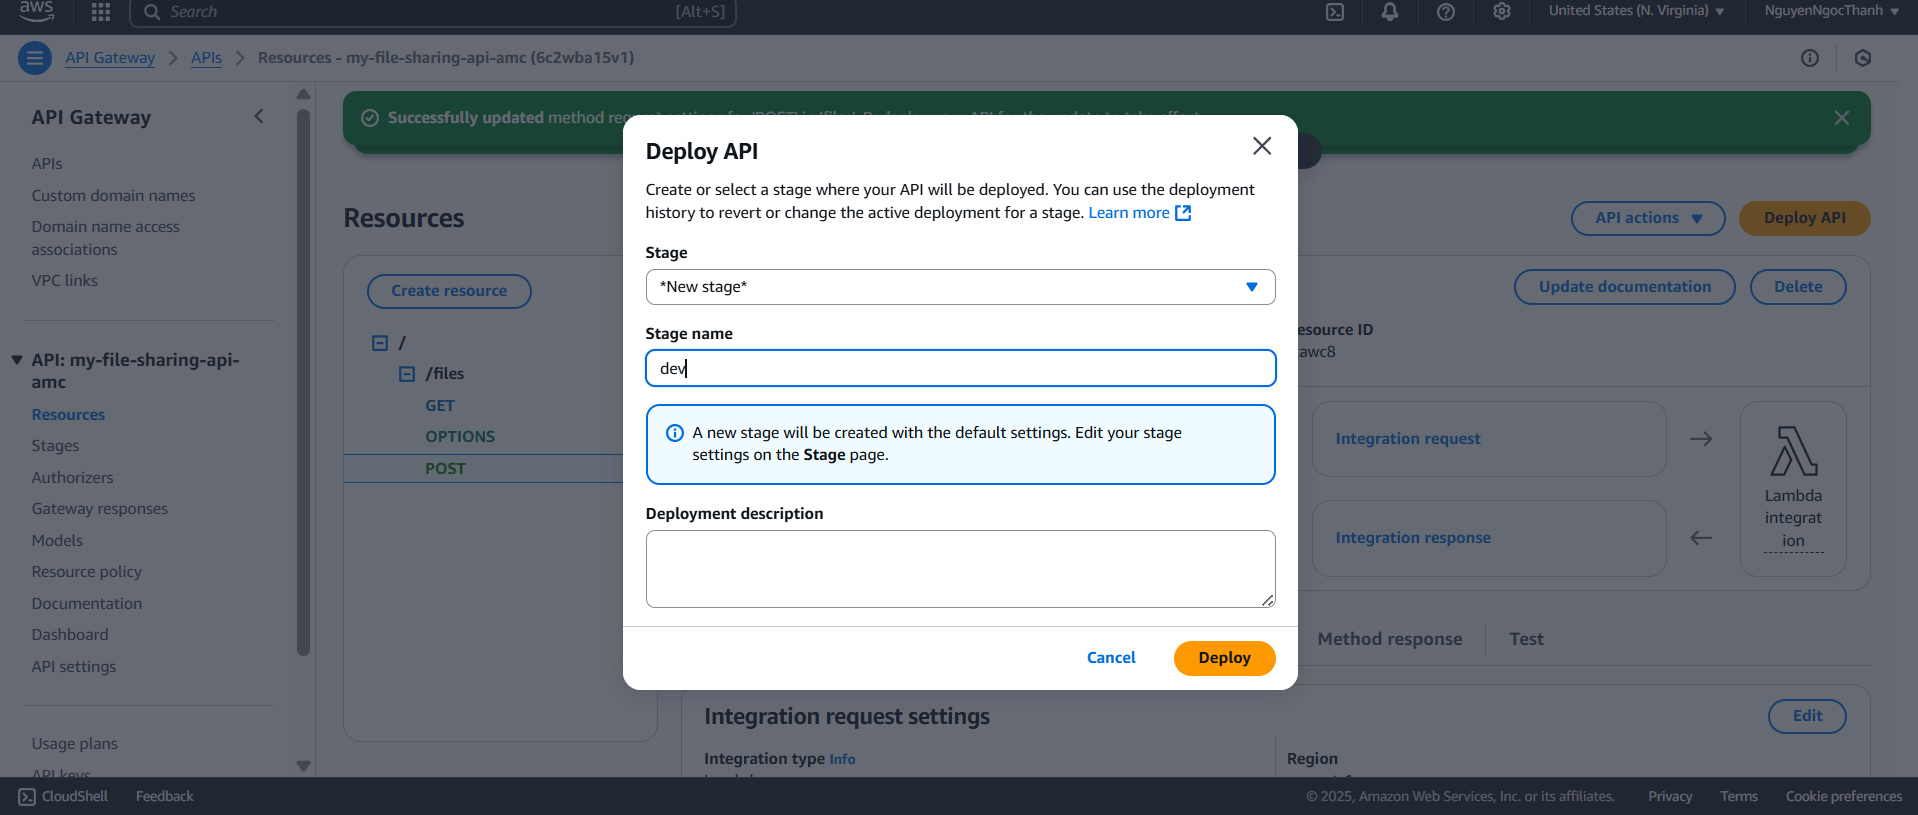 aws
Search
[Alt+S]
United States (N. Virginia)
NguyenNgocThanh
API Gateway
APIs
Resources - my-file-sharing-api-amc (6c2wba15v1)
API Gateway
APIs
Custom domain names
Domain name access
associations
VPC links
API: my-file-sharing-api-
amc
Resources
Stages
Authorizers
Gateway responses
Models
Resource policy
Documentation
Dashboard
API settings
Usage plans
API keys
Successfully updated method
Resources
API actions
Deploy API
Create resource
/
/files
GET
OPTIONS
POST
Update documentation
Delete
esource ID
awc8
Integration request
Integration response
Lambda
integrat
ion
Method response
Test
Integration request settings
Edit
Integration type Info
Region
Deploy API
Create or select a stage where your API will be deployed. You can use the deployment
history to revert or change the active deployment for a stage. Learn more
Stage
*New stage*
Stage name
dev
A new stage will be created with the default settings. Edit your stage
settings on the Stage page.
Deployment description
Cancel
Deploy
CloudShell
Feedback
© 2025, Amazon Web Services, Inc. or its affiliates.
Privacy
Terms
Cookie preferences